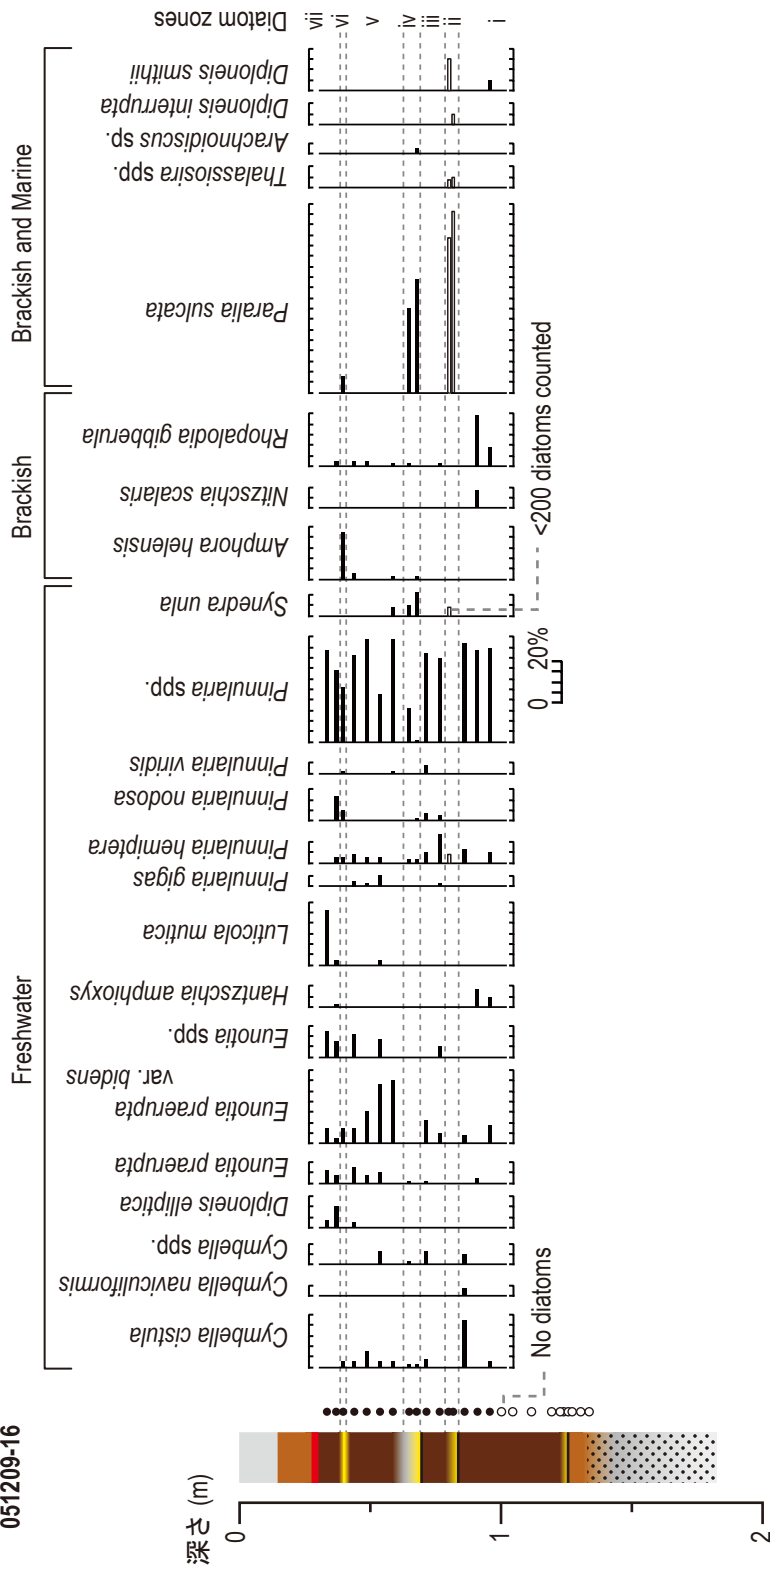 051209-16
深さ (m)
0
1
2
Freshwater
Brackish
Brackish and Marine
Cymbella cistula
Cymbella naviculiformis
Cymbella spp.
Diploneis elliptica
Eunotia praerupta
Eunotia praerupta
var. bidens
Eunotia spp.
Hantzschia amphioxys
Luticola mutica
Pinnularia gigas
Pinnularia hemiptera
Pinnularia nodosa
Pinnularia viridis
Pinnularia spp.
Synedra unla
Amphora helensis
Nitzschia scalaris
Rhopalodia gibberula
Paralia sulcata
Thalassiosira spp.
Arachnoidiscus sp.
Diploneis interrupta
Diploneis smithii
Diatom zones
vii
vi
v
iv
iii
ii
i
No diatoms
0 20%
<200 diatoms counted